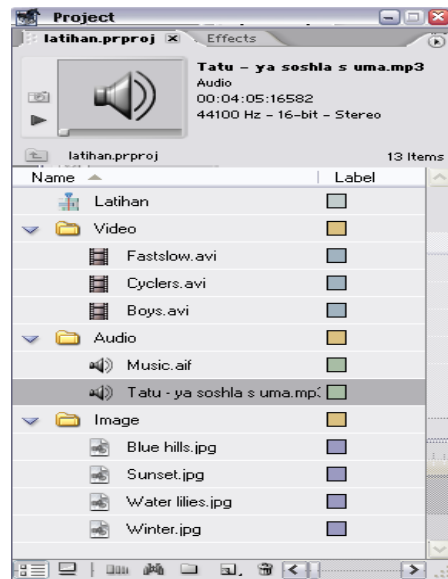 Project
latihan.prproj Effects
Tatu - ya soshla s uma.mp3
Audio
00:04:05:16582
44100 Hz - 16-bit - Stereo
latihan.prproj 13 Items
Name Label
Latihan
Video
Fastslow.avi
Cyclers.avi
Boys.avi
Audio
Music.aif
Tatu - ya soshla s uma.mp3
Image
Blue hills.jpg
Sunset.jpg
Water lilies.jpg
Winter.jpg